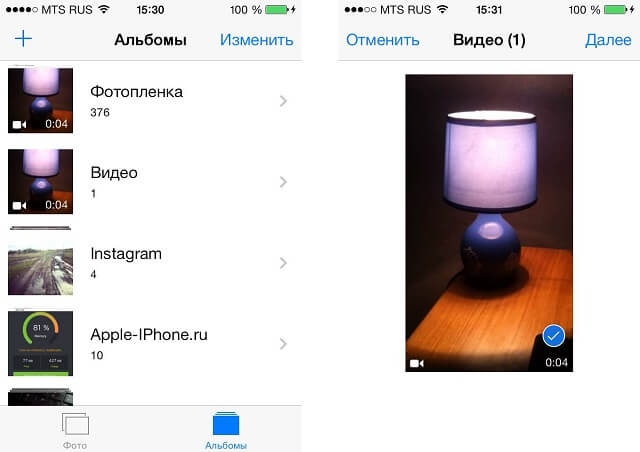 MTS RUS 15:30 100 %
Альбомы Изменить
0:04
Фотопленка
376
0:04
Видео
1
Instagram
4
81 %
Apple-IPhone.ru
10
Фото Альбомы
MTS RUS 15:31 100 %
Отменить Видео (1) Далее
0:04